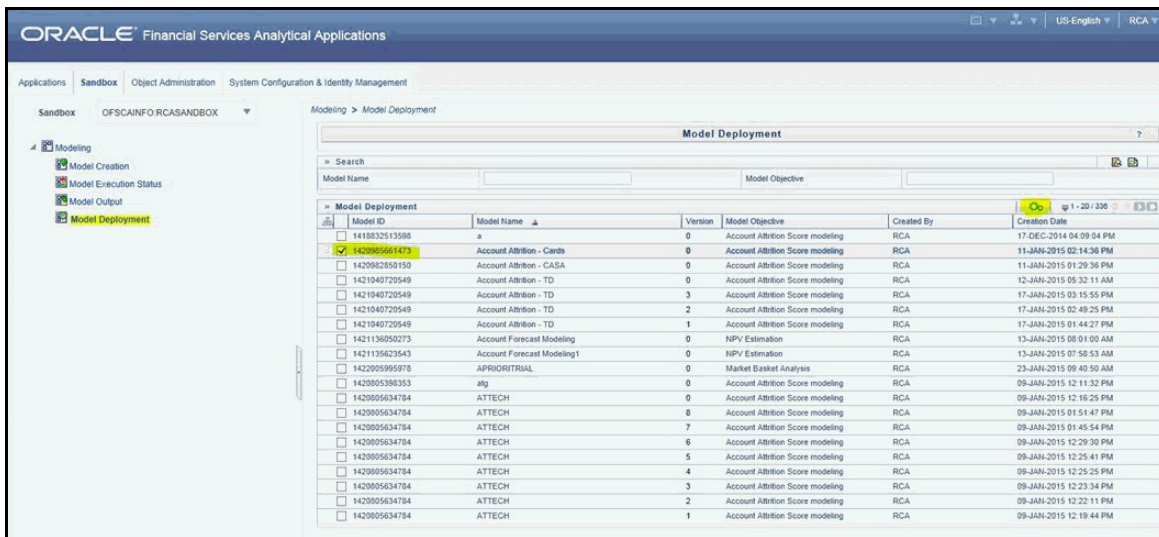 ORACLE Financial Services Analytical Applications
US-English RCA
Applications Sandbox Object Administration System Configuration & Identity Management
Sandbox OFSCAINFO:RCASANDBOX
Modeling
Model Creation
Model Execution Status
Model Output
Model Deployment
Modeling > Model Deployment
Model Deployment ?
» Search
Model Name Model Objective
» Model Deployment 1 - 20 / 336
Model ID Model Name Version Model Objective Created By Creation Date
1418832513598 a 0 Account Attrition Score modeling RCA 17-DEC-2014 04:09:04 PM
1420985661473 Account Attrition - Cards 0 Account Attrition Score modeling RCA 11-JAN-2015 02:14:36 PM
1420982850150 Account Attrition - CASA 0 Account Attrition Score modeling RCA 11-JAN-2015 01:29:36 PM
1421040720549 Account Attrition - TD 0 Account Attrition Score modeling RCA 12-JAN-2015 05:32:11 AM
1421040720549 Account Attrition - TD 3 Account Attrition Score modeling RCA 17-JAN-2015 03:15:55 PM
1421040720549 Account Attrition - TD 2 Account Attrition Score modeling RCA 17-JAN-2015 02:49:25 PM
1421040720549 Account Attrition - TD 1 Account Attrition Score modeling RCA 17-JAN-2015 01:44:27 PM
1421136050273 Account Forecast Modeling 0 NPV Estimation RCA 13-JAN-2015 08:01:00 AM
1421135623543 Account Forecast Modeling1 0 NPV Estimation RCA 13-JAN-2015 07:58:53 AM
1422005995978 APRIORITRIAL 0 Market Basket Analysis RCA 23-JAN-2015 09:40:50 AM
1420805398353 atg 0 Account Attrition Score modeling RCA 09-JAN-2015 12:11:32 PM
1420805634784 ATTECH 0 Account Attrition Score modeling RCA 09-JAN-2015 12:16:25 PM
1420805634784 ATTECH 8 Account Attrition Score modeling RCA 09-JAN-2015 01:51:47 PM
1420805634784 ATTECH 7 Account Attrition Score modeling RCA 09-JAN-2015 01:45:54 PM
1420805634784 ATTECH 6 Account Attrition Score modeling RCA 09-JAN-2015 12:29:30 PM
1420805634784 ATTECH 5 Account Attrition Score modeling RCA 09-JAN-2015 12:25:41 PM
1420805634784 ATTECH 4 Account Attrition Score modeling RCA 09-JAN-2015 12:25:25 PM
1420805634784 ATTECH 3 Account Attrition Score modeling RCA 09-JAN-2015 12:23:34 PM
1420805634784 ATTECH 2 Account Attrition Score modeling RCA 09-JAN-2015 12:22:11 PM
1420805634784 ATTECH 1 Account Attrition Score modeling RCA 09-JAN-2015 12:19:44 PM